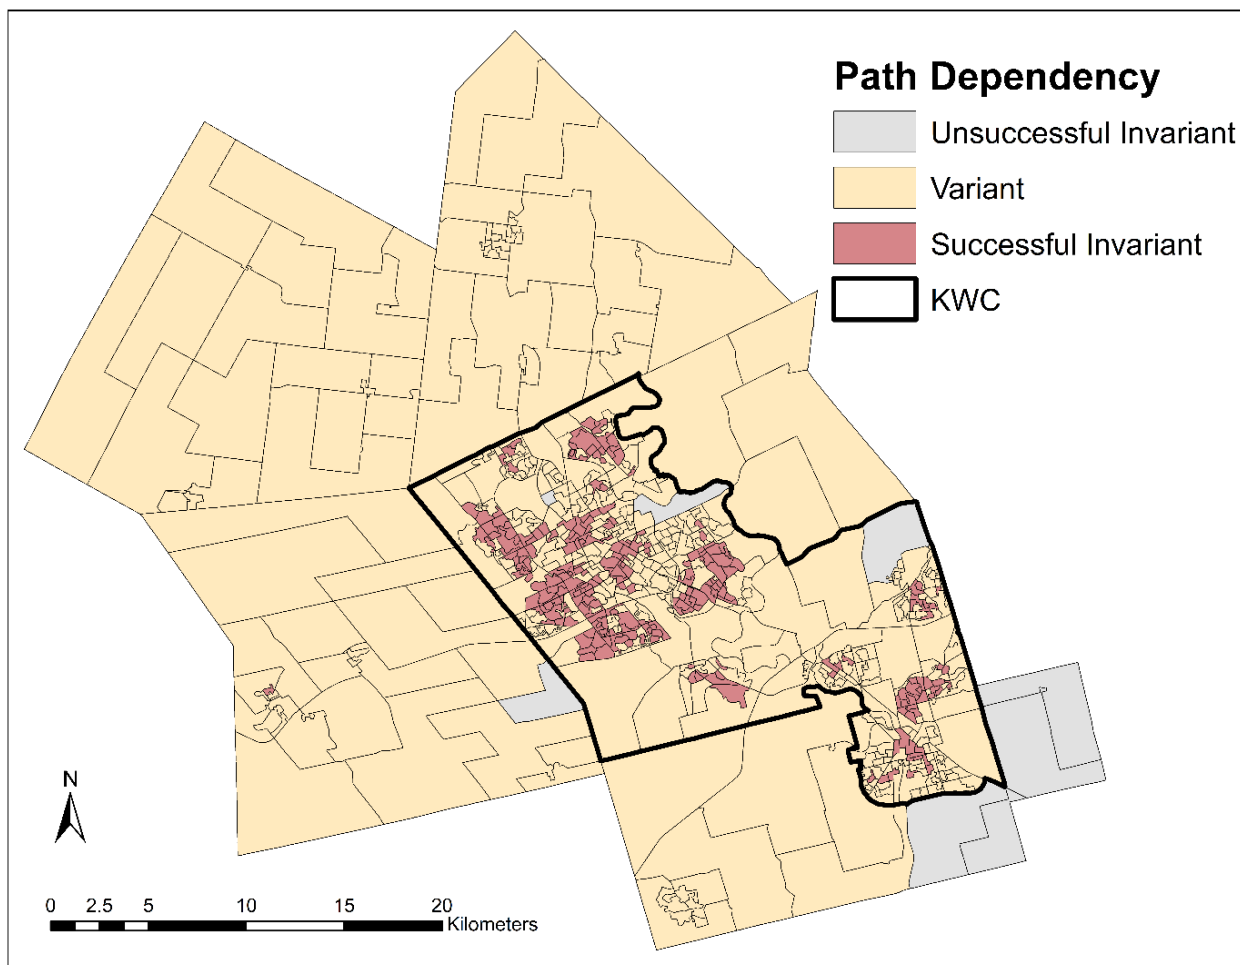 Path Dependency
Unsuccessful Invariant
Variant
Successful Invariant
KWC
N
0 2.5 5 10 15 20
Kilometers